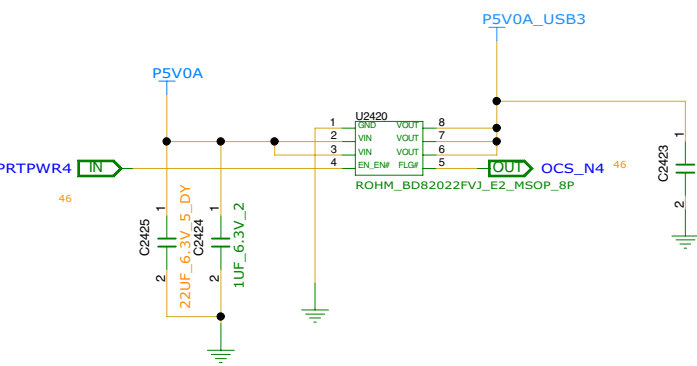 P5V0A_USB3
P5V0A
U2420
1 GND VOUT 8
2 VIN VOUT 7
3 VIN VOUT 6
4 EN_EN# FLG# 5
PRTPWR4 IN
OUT OCS_N4 46
ROHM_BD82022FVJ_E2_MSOP_8P
46
1
C2425
2
22UF_6.3V_5_DY
1
C2424
2
1UF_6.3V_2
1
C2423
2